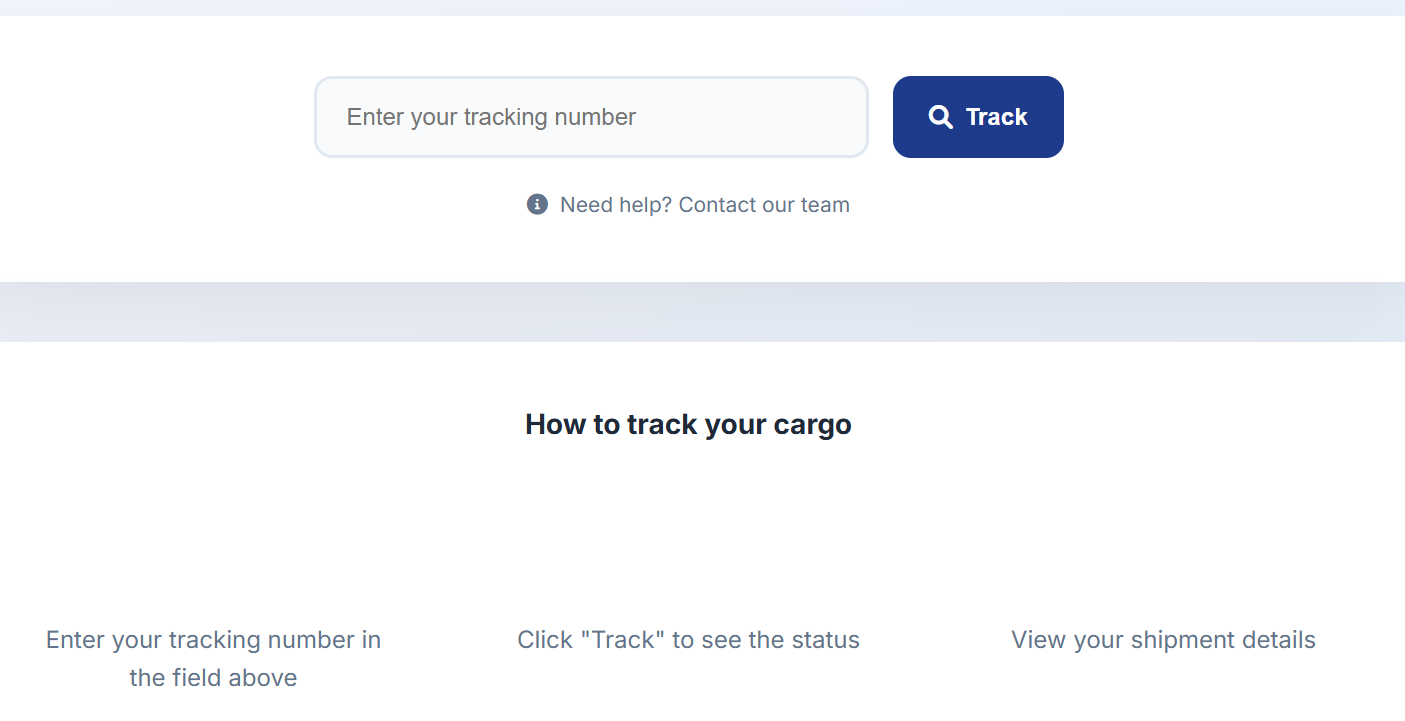 Enter your tracking number
Track
Need help? Contact our team
How to track your cargo
Enter your tracking number in
the field above
Click "Track" to see the status
View your shipment details